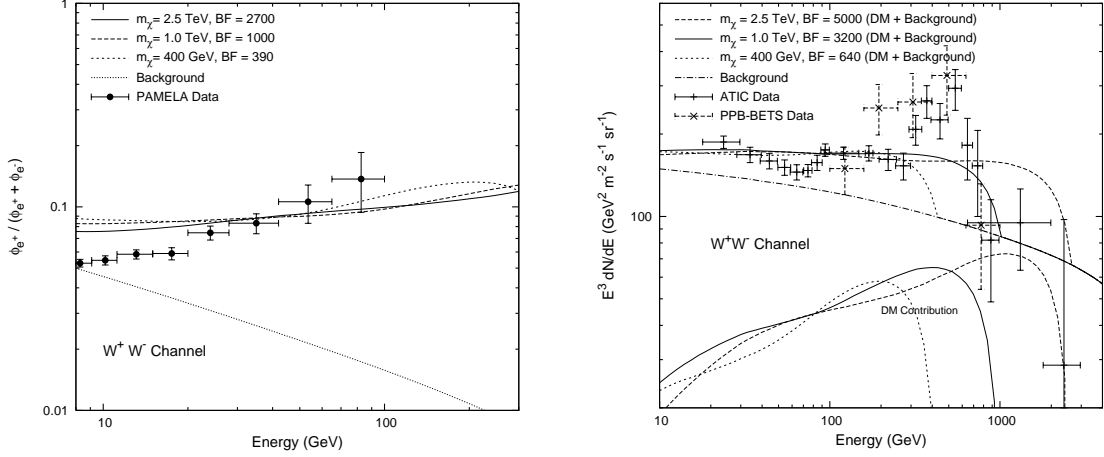 m_χ= 2.5 TeV, BF = 2700
m_χ= 1.0 TeV, BF = 1000
m_χ= 400 GeV, BF = 390
Background
PAMELA Data
1
0.1
0.01
ϕ_e⁺ / (ϕ_e⁺ + ϕ_e⁻)
W⁺ W⁻ Channel
10
100
Energy (GeV)
m_χ = 2.5 TeV, BF = 5000 (DM + Background)
m_χ = 1.0 TeV, BF = 3200 (DM + Background)
m_χ = 400 GeV, BF = 640 (DM + Background)
Background
ATIC Data
PPB-BETS Data
100
E³ dN/dE (GeV² m⁻² s⁻¹ sr⁻¹)
W⁺W⁻ Channel
DM Contribution
10
100
1000
Energy (GeV)